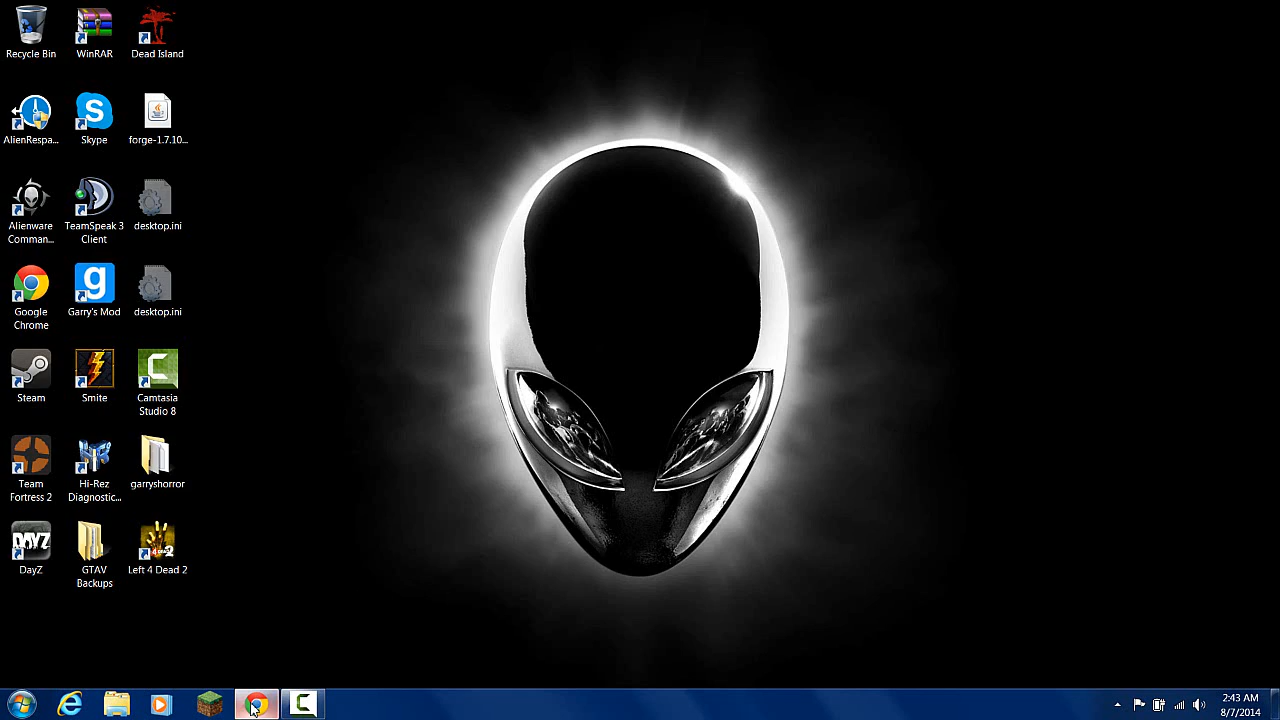 Recycle Bin
WinRAR
Dead Island
AlienRespa...
Skype
forge-1.7.10...
Alienware
Comman...
TeamSpeak 3
Client
desktop.ini
Google
Chrome
Garry's Mod
desktop.ini
Steam
Smite
Camtasia
Studio 8
Team
Fortress 2
Hi-Rez
Diagnostic...
garryshorror
DAYZ
DayZ
GTAV
Backups
Left 4 Dead 2
2:43 AM
8/7/2014